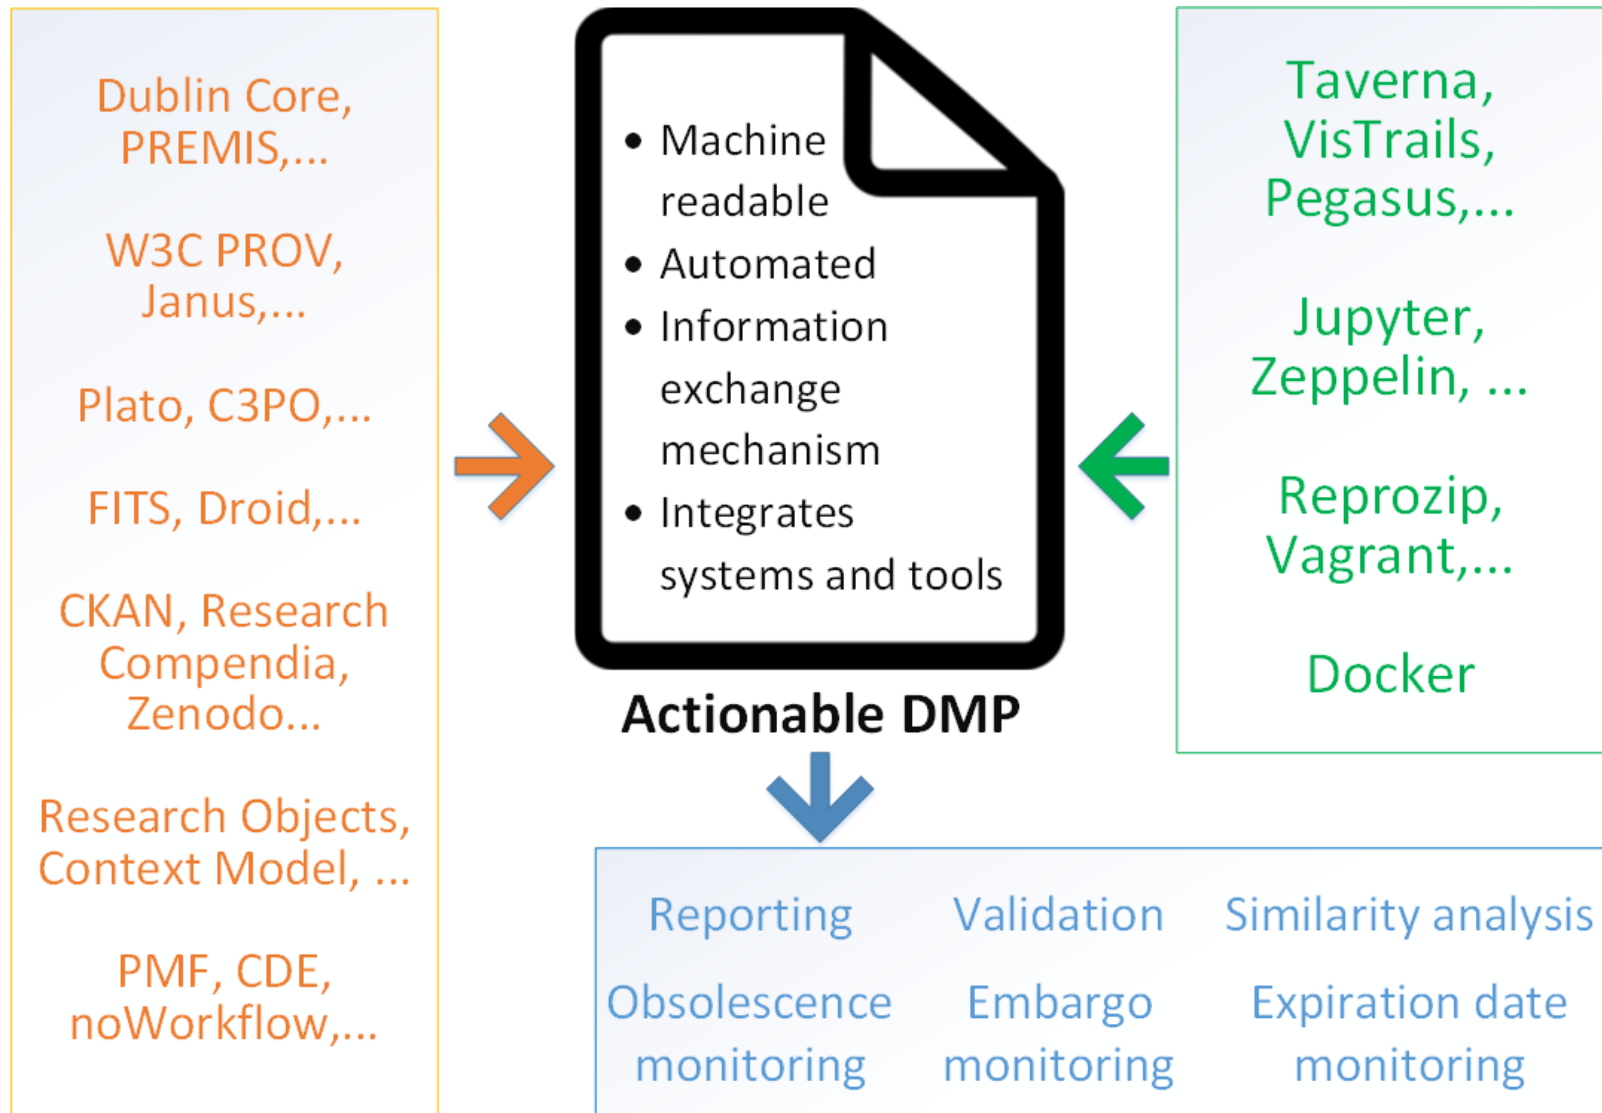 Dublin Core,
PREMIS,...
W3C PROV,
Janus,...
Plato, C3PO,...
FITS, Droid,...
CKAN, Research
Compendia,
Zenodo...
Research Objects,
Context Model, ...
PMF, CDE,
noWorkflow,...
• Machine
readable
• Automated
• Information
exchange
mechanism
• Integrates
systems and tools
Actionable DMP
Taverna,
VisTrails,
Pegasus,...
Jupyter,
Zeppelin, ...
Reprozip,
Vagrant,...
Docker
Reporting
Validation
Similarity analysis
Obsolescence
monitoring
Embargo
monitoring
Expiration date
monitoring